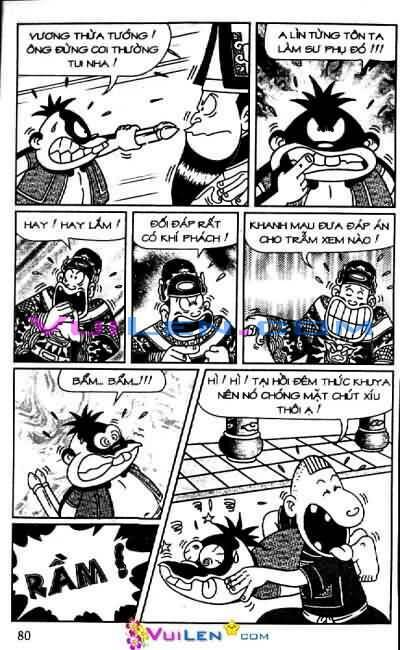 VƯƠNG THỪA TƯỚNG!
ÔNG ĐỪNG COI THƯỜNG
TUI NHA!
A LÌN TỪNG TÔN TA
LÀM SƯ PHỤ ĐÓ!!!
HAY! HAY LẮM!
ĐỐI ĐÁP RẤT
CÓ KHÍ PHÁCH!
KHANH MAU ĐƯA ĐÁP ÁN
CHO TRẪM XEM NÀO!
VUILEN.COM
BẨM... BẨM...!!!
HÌ! HÌ! TẠI HỒI ĐÊM THỨC KHUYA
NÊN NÓ CHÓNG MẶT CHÚT XÍU
THÔI Ạ!
RẦM!
80
VUILEN.COM